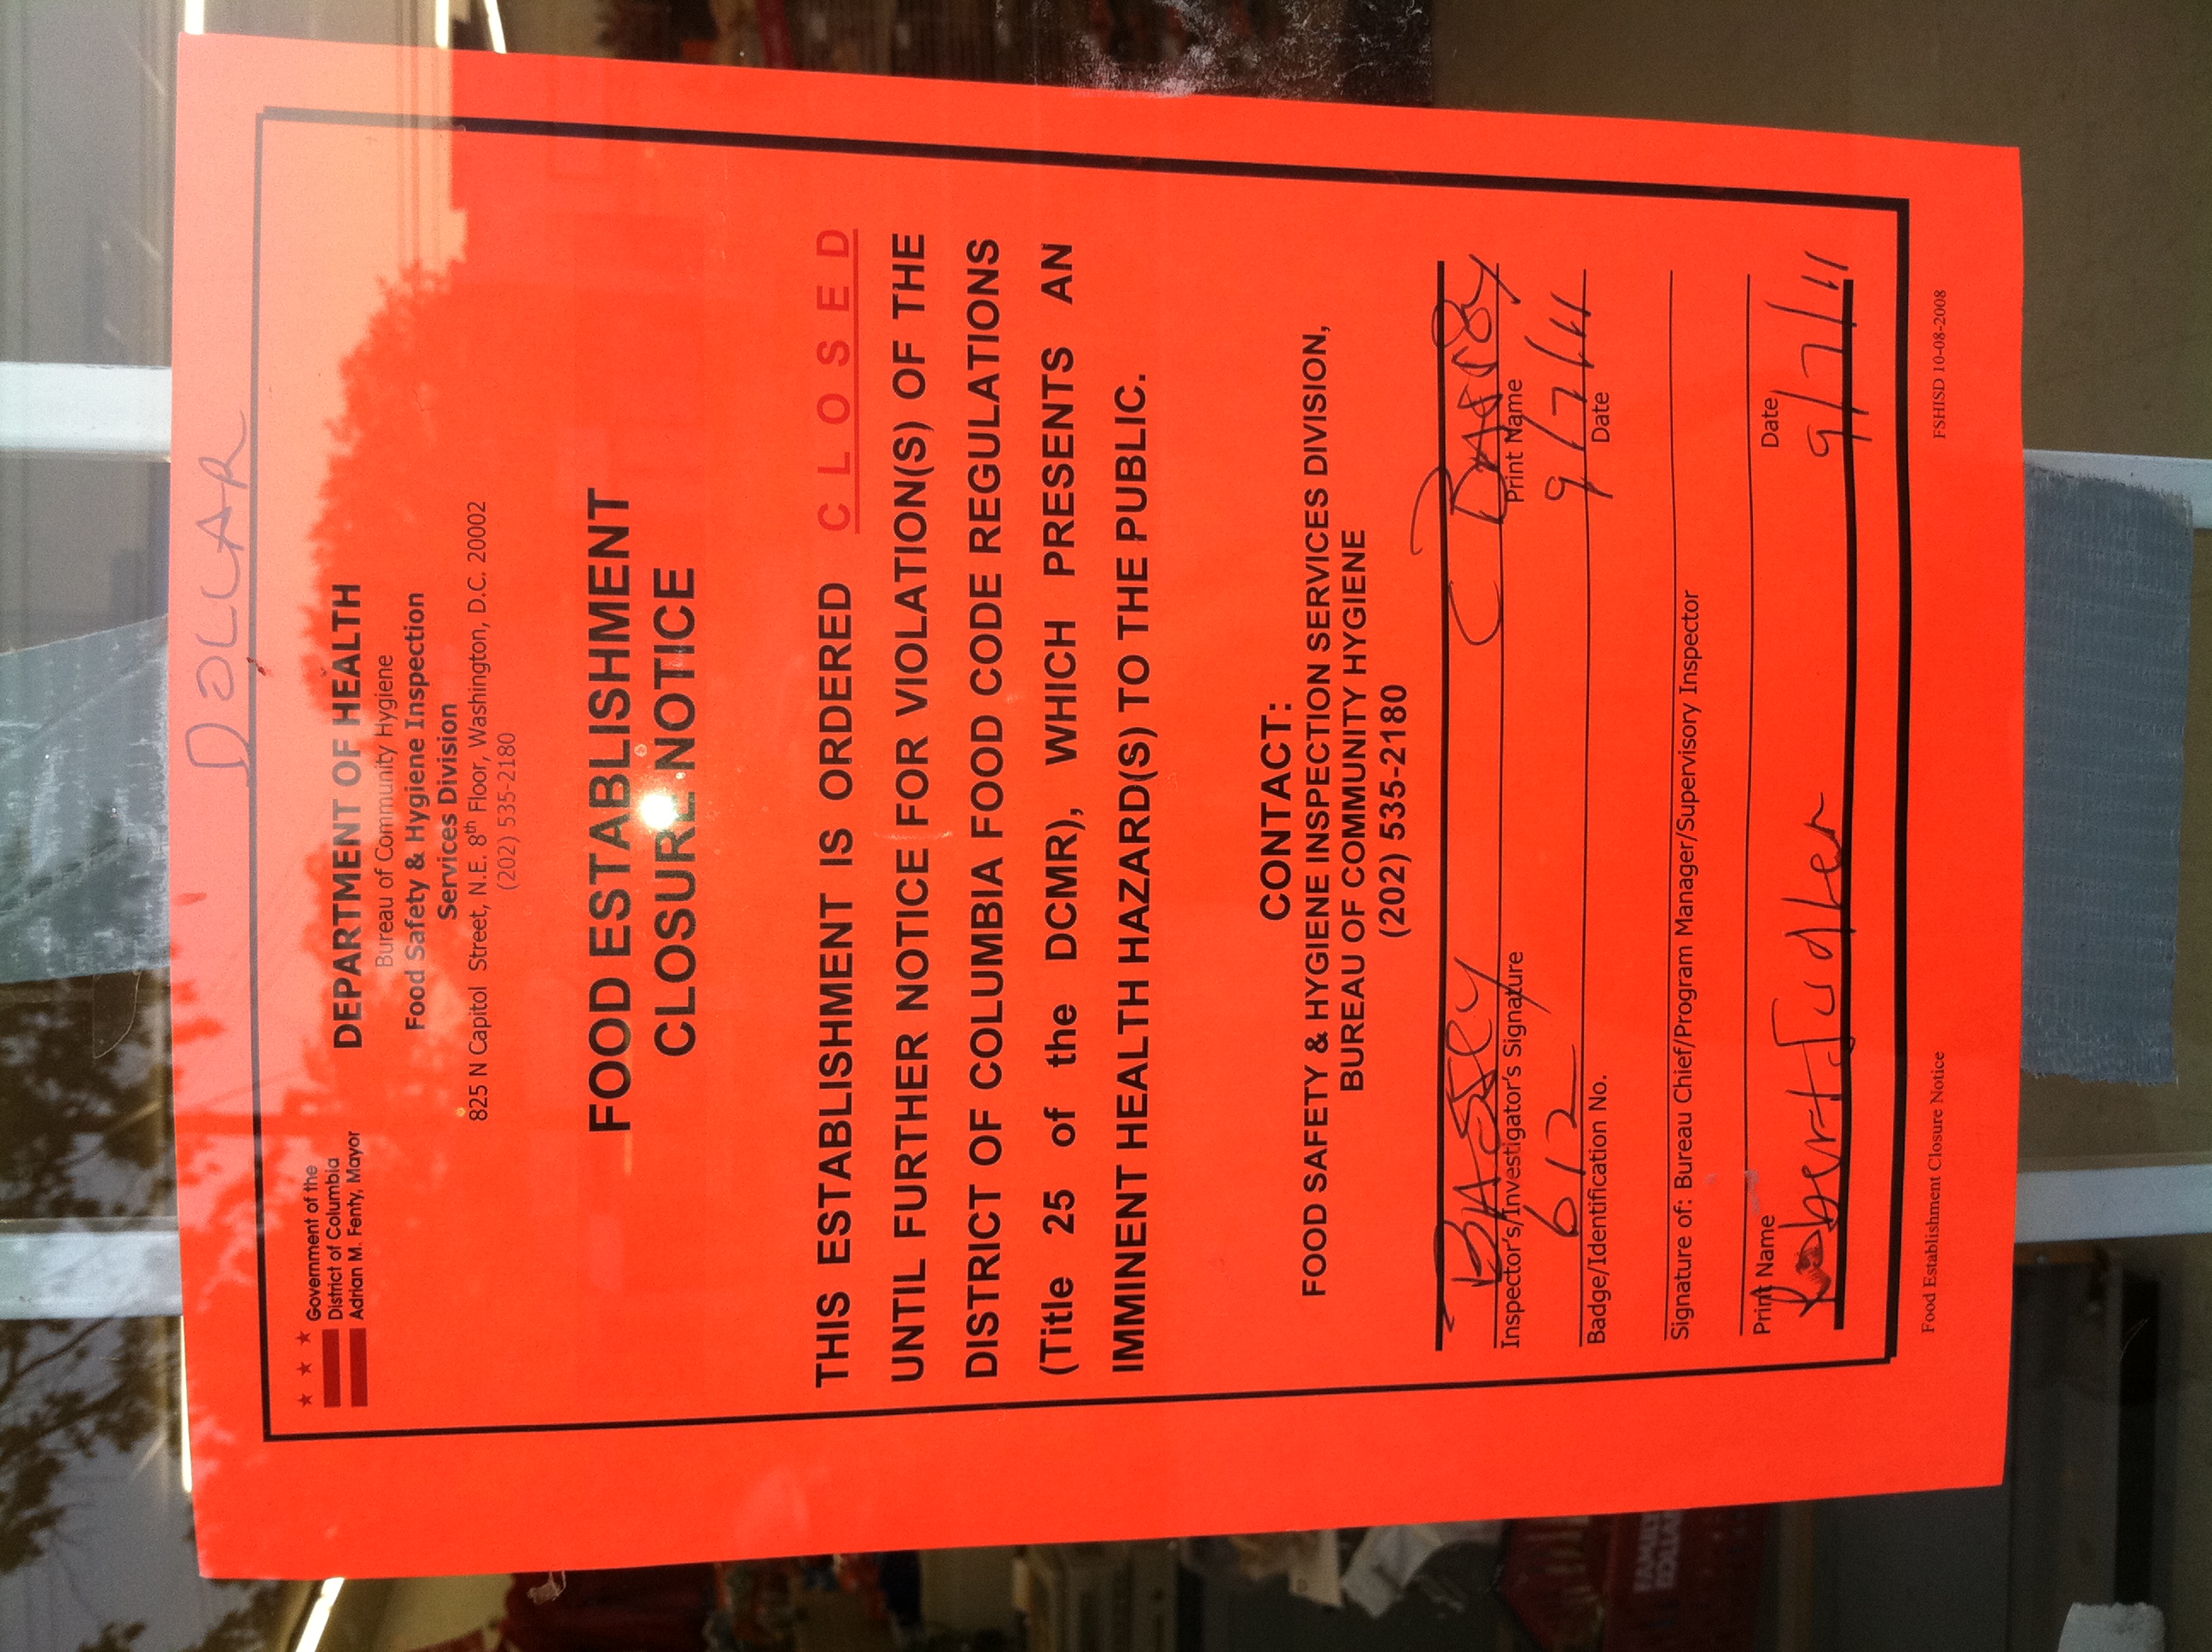 DOLLAR
Government of the
District of Columbia
Adrian M. Fenty, Mayor
DEPARTMENT OF HEALTH
Bureau of Community Hygiene
Food Safety & Hygiene Inspection
Services Division
825 N Capitol Street, N.E. 8th Floor, Washington, D.C. 20002
(202) 535-2180
FOOD ESTABLISHMENT
CLOSURE NOTICE
THIS ESTABLISHMENT IS ORDERED CLOSED
UNTIL FURTHER NOTICE FOR VIOLATION(S) OF THE
DISTRICT OF COLUMBIA FOOD CODE REGULATIONS
(Title 25 of the DCMR), WHICH PRESENTS AN
IMMINENT HEALTH HAZARD(S) TO THE PUBLIC.
CONTACT:
FOOD SAFETY & HYGIENE INSPECTION SERVICES DIVISION,
BUREAU OF COMMUNITY HYGIENE
(202) 535-2180
Inspector's/Investigator's Signature Print Name
612 9/7/11
Badge/Identification No. Date
Signature of: Bureau Chief/Program Manager/Supervisory Inspector
Print Name Date
Robert 9/7/11
Food Establishment Closure Notice FSHISD 10-08-2008
FAMILY
DOLLAR